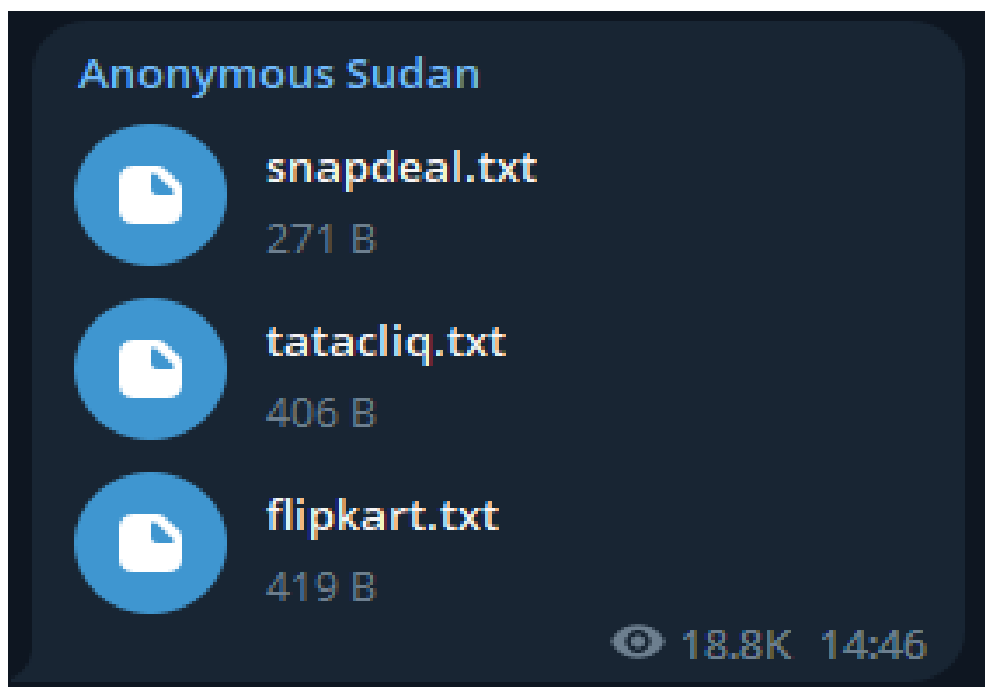 Anonymous Sudan
snapdeal.txt
271 B
tatacliq.txt
406 B
flipkart.txt
419 B
18.8K 14:46